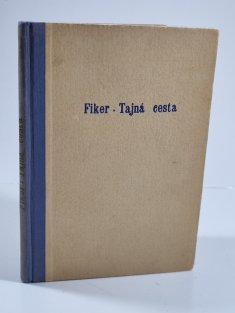 Fiker - Tajná cesta